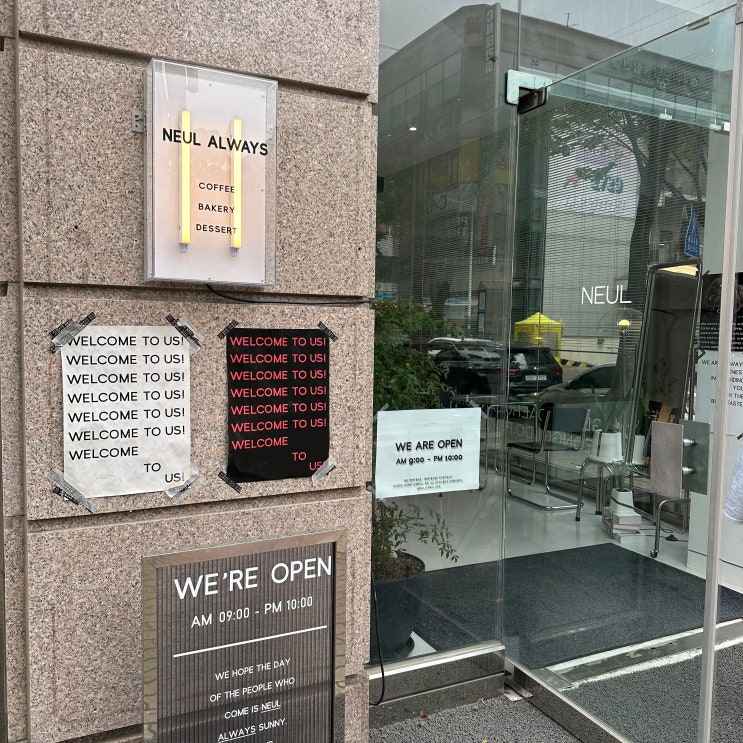 NEUL ALWAYS
COFFEE
BAKERY
DESSERT
WELCOME TO US!
WELCOME TO US!
WELCOME TO US!
WELCOME TO US!
WELCOME TO US!
WELCOME TO US!
WELCOME
TO
US!
WELCOME TO US!
WELCOME TO US!
WELCOME TO US!
WELCOME TO US!
WELCOME TO US!
WELCOME TO US!
WELCOME
TO
US!
WE'RE OPEN
AM 09:00 - PM 10:00
WE HOPE THE DAY
OF THE PEOPLE WHO
COME IS NEUL
ALWAYS SUNNY.
WE ARE OPEN
AM 9:00 - PM 10:00
NEUL